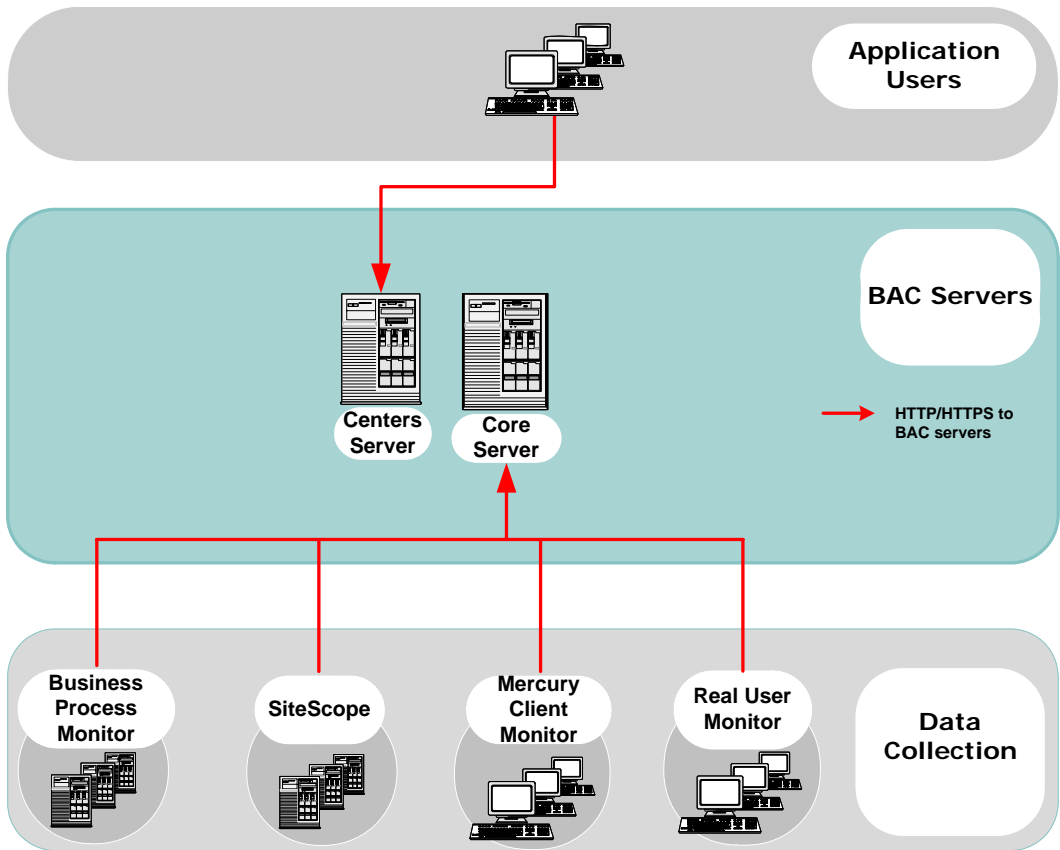 Application
Users
BAC Servers
Centers
Server
Core
Server
HTTP/HTTPS to
BAC servers
Business
Process
Monitor
SiteScope
Mercury
Client
Monitor
Real User
Monitor
Data
Collection